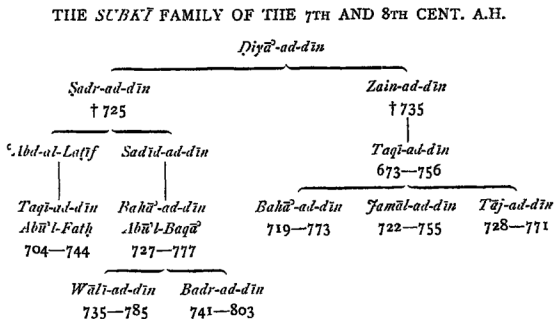 THE SUBKĪ FAMILY OF THE 7TH AND 8TH CENT. A.H.
Ḍiyāʾ-ad-dīn
Ṣadr-ad-dīn Zain-ad-dīn
† 725 † 735
ʿAbd-al-Laṭīf Sadīd-ad-dīn Taqī-ad-dīn
673—756
Taqī-ad-dīn Bahāʾ-ad-dīn Bahāʾ-ad-dīn Jamāl-ad-dīn Tāj-ad-dīn
Abū'l-Fatḥ Abū'l-Baqāʾ 719—773 722—755 728—771
704—744 727—777
Wālī-ad-dīn Badr-ad-dīn
735—785 741—803